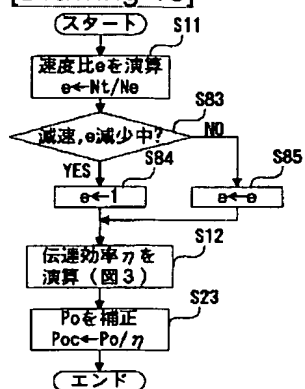 スタート
S11
速度比eを演算
e←Nt/Ne
S83
減速,e減少中?
NO
YES
S84
S85
e←1
e←e
S12
伝達効率ηを
演算(図3)
S23
Poを補正
Poc←Po/η
エンド